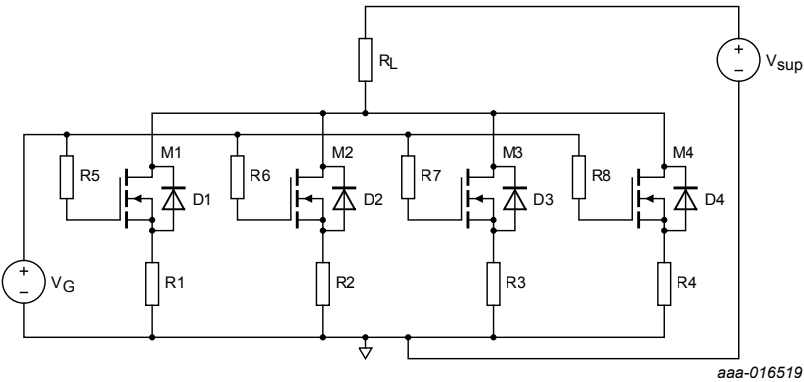 RL
+
−
Vsup
M1
M2
M3
M4
R5
R6
R7
R8
D1
D2
D3
D4
+
−
VG
R1
R2
R3
R4
aaa-016519